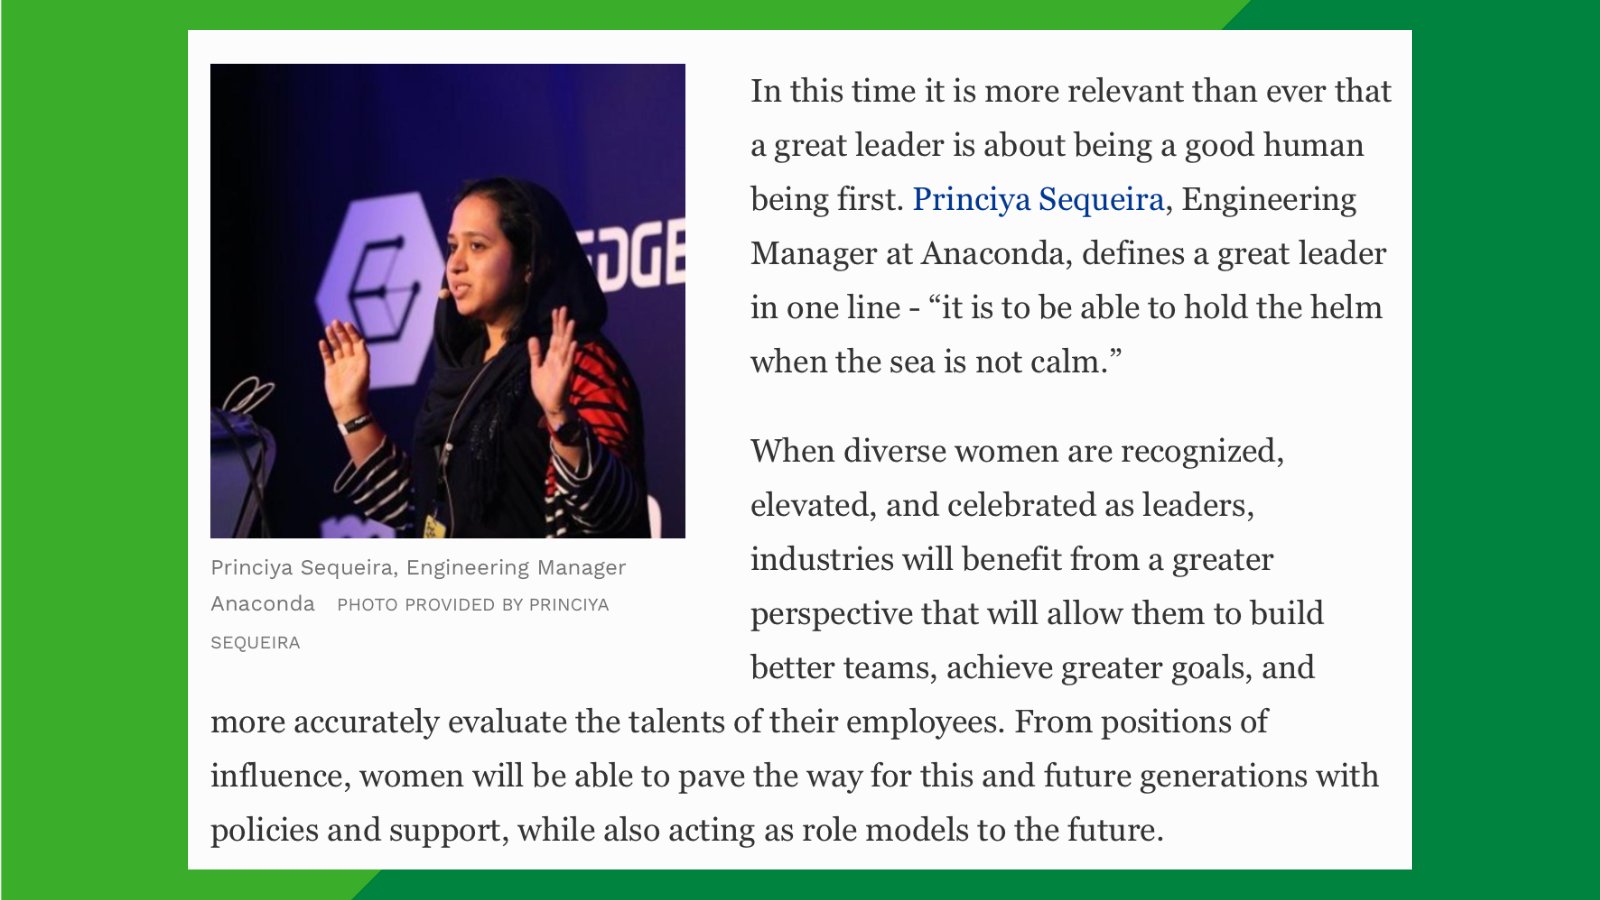 EDGE
Princiya Sequeira, Engineering Manager
Anaconda PHOTO PROVIDED BY PRINCIYA
SEQUEIRA
In this time it is more relevant than ever that
a great leader is about being a good human
being first. Princiya Sequeira, Engineering
Manager at Anaconda, defines a great leader
in one line - “it is to be able to hold the helm
when the sea is not calm.”
When diverse women are recognized,
elevated, and celebrated as leaders,
industries will benefit from a greater
perspective that will allow them to build
better teams, achieve greater goals, and
more accurately evaluate the talents of their employees. From positions of
influence, women will be able to pave the way for this and future generations with
policies and support, while also acting as role models to the future.